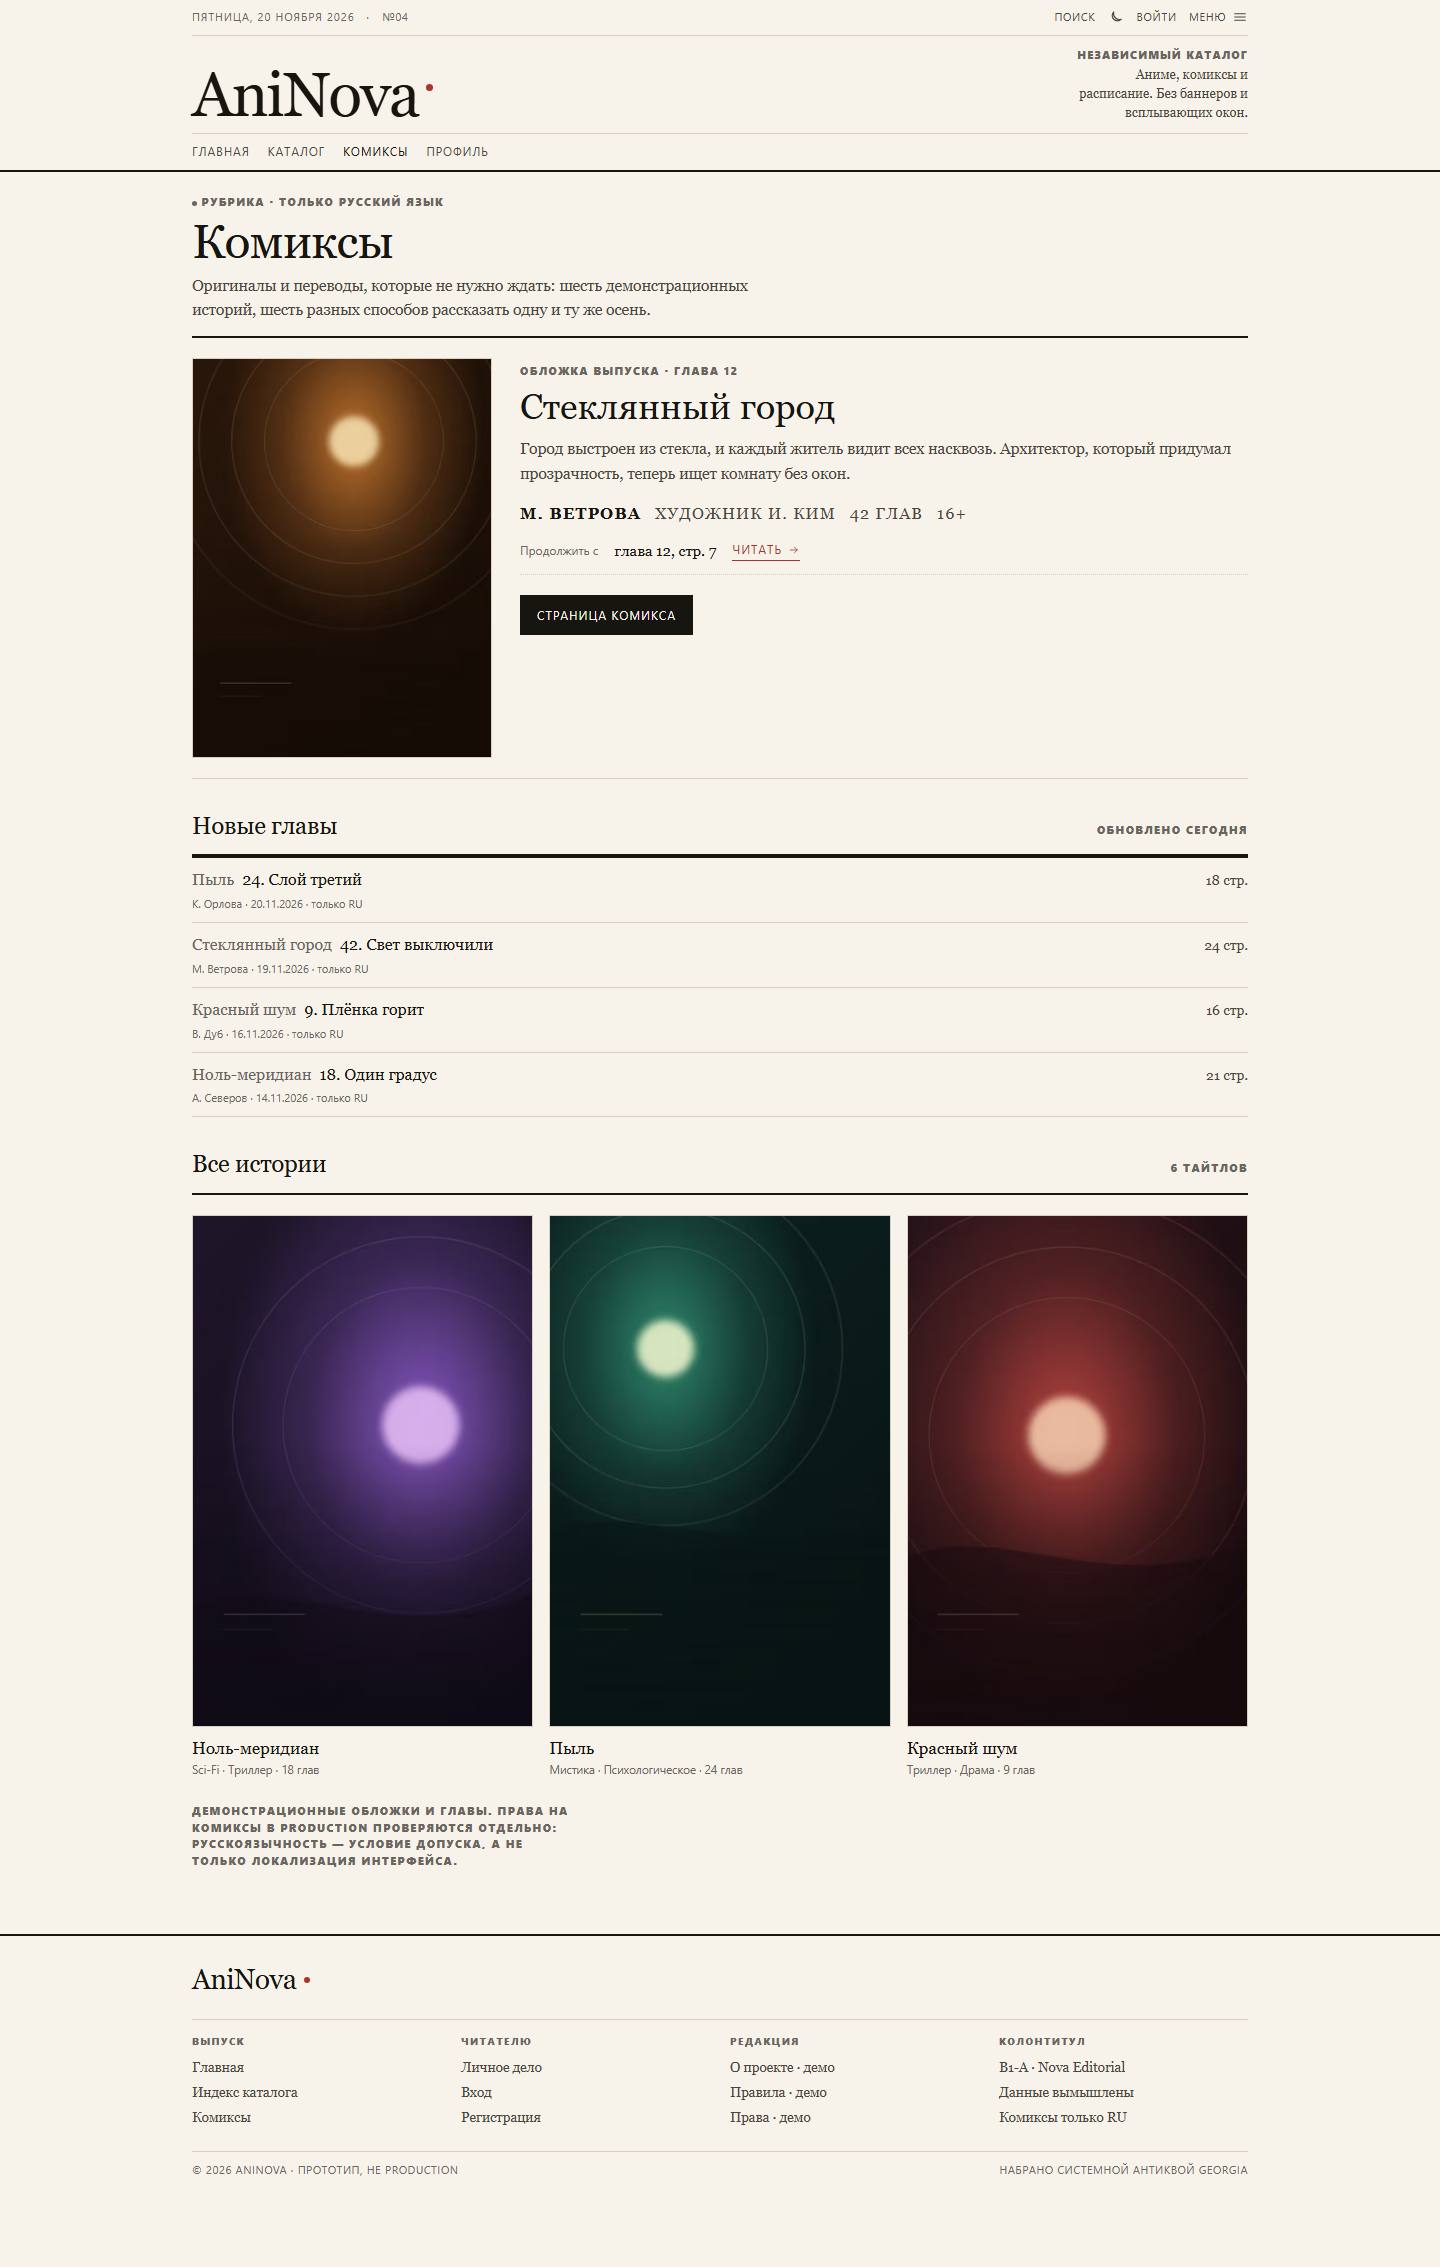 ПЯТНИЦА, 20 НОЯБРЯ 2026 · №04
ПОИСК ВОЙТИ МЕНЮ
AniNova
НЕЗАВИСИМЫЙ КАТАЛОГ
Аниме, комиксы и
расписание. Без баннеров и
всплывающих окон.
ГЛАВНАЯ КАТАЛОГ КОМИКСЫ ПРОФИЛЬ
РУБРИКА · ТОЛЬКО РУССКИЙ ЯЗЫК
Комиксы
Оригиналы и переводы, которые не нужно ждать: шесть демонстрационных
историй, шесть разных способов рассказать одну и ту же осень.
ОБЛОЖКА ВЫПУСКА · ГЛАВА 12
Стеклянный город
Город выстроен из стекла, и каждый житель видит всех насквозь. Архитектор, который придумал
прозрачность, теперь ищет комнату без окон.
М. ВЕТРОВА ХУДОЖНИК И. КИМ 42 ГЛАВ 16+
Продолжить с глава 12, стр. 7 ЧИТАТЬ →
СТРАНИЦА КОМИКСА
Новые главы
ОБНОВЛЕНО СЕГОДНЯ
Пыль 24. Слой третий
18 стр.
К. Орлова · 20.11.2026 · только RU
Стеклянный город 42. Свет выключили
24 стр.
М. Ветрова · 19.11.2026 · только RU
Красный шум 9. Плёнка горит
16 стр.
В. Дуб · 16.11.2026 · только RU
Ноль-меридиан 18. Один градус
21 стр.
А. Северов · 14.11.2026 · только RU
Все истории
6 ТАЙТЛОВ
Ноль-меридиан
Sci-Fi · Триллер · 18 глав
Пыль
Мистика · Психологическое · 24 глав
Красный шум
Триллер · Драма · 9 глав
ДЕМОНСТРАЦИОННЫЕ ОБЛОЖКИ И ГЛАВЫ. ПРАВА НА
КОМИКСЫ В PRODUCTION ПРОВЕРЯЮТСЯ ОТДЕЛЬНО:
РУССКОЯЗЫЧНОСТЬ — УСЛОВИЕ ДОПУСКА, А НЕ
ТОЛЬКО ЛОКАЛИЗАЦИЯ ИНТЕРФЕЙСА.
AniNova
ВЫПУСК
Главная
Индекс каталога
Комиксы
ЧИТАТЕЛЮ
Личное дело
Вход
Регистрация
РЕДАКЦИЯ
О проекте · демо
Правила · демо
Права · демо
КОЛОНТИТУЛ
B1-A · Nova Editorial
Данные вымышлены
Комиксы только RU
© 2026 ANINOVA · ПРОТОТИП, НЕ PRODUCTION
НАБРАНО СИСТЕМНОЙ АНТИКВОЙ GEORGIA